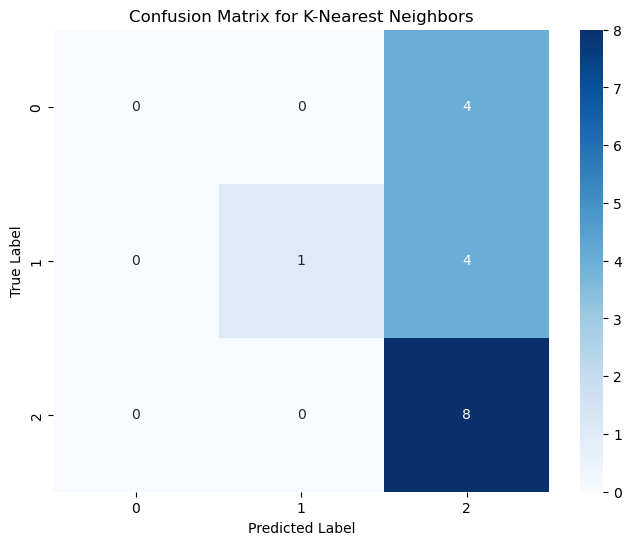 Confusion Matrix for K-Nearest Neighbors
0 0 0 4
1 0 1 4
2 0 0 8
0 1 2
Predicted Label
True Label
8
7
6
5
4
3
2
1
0